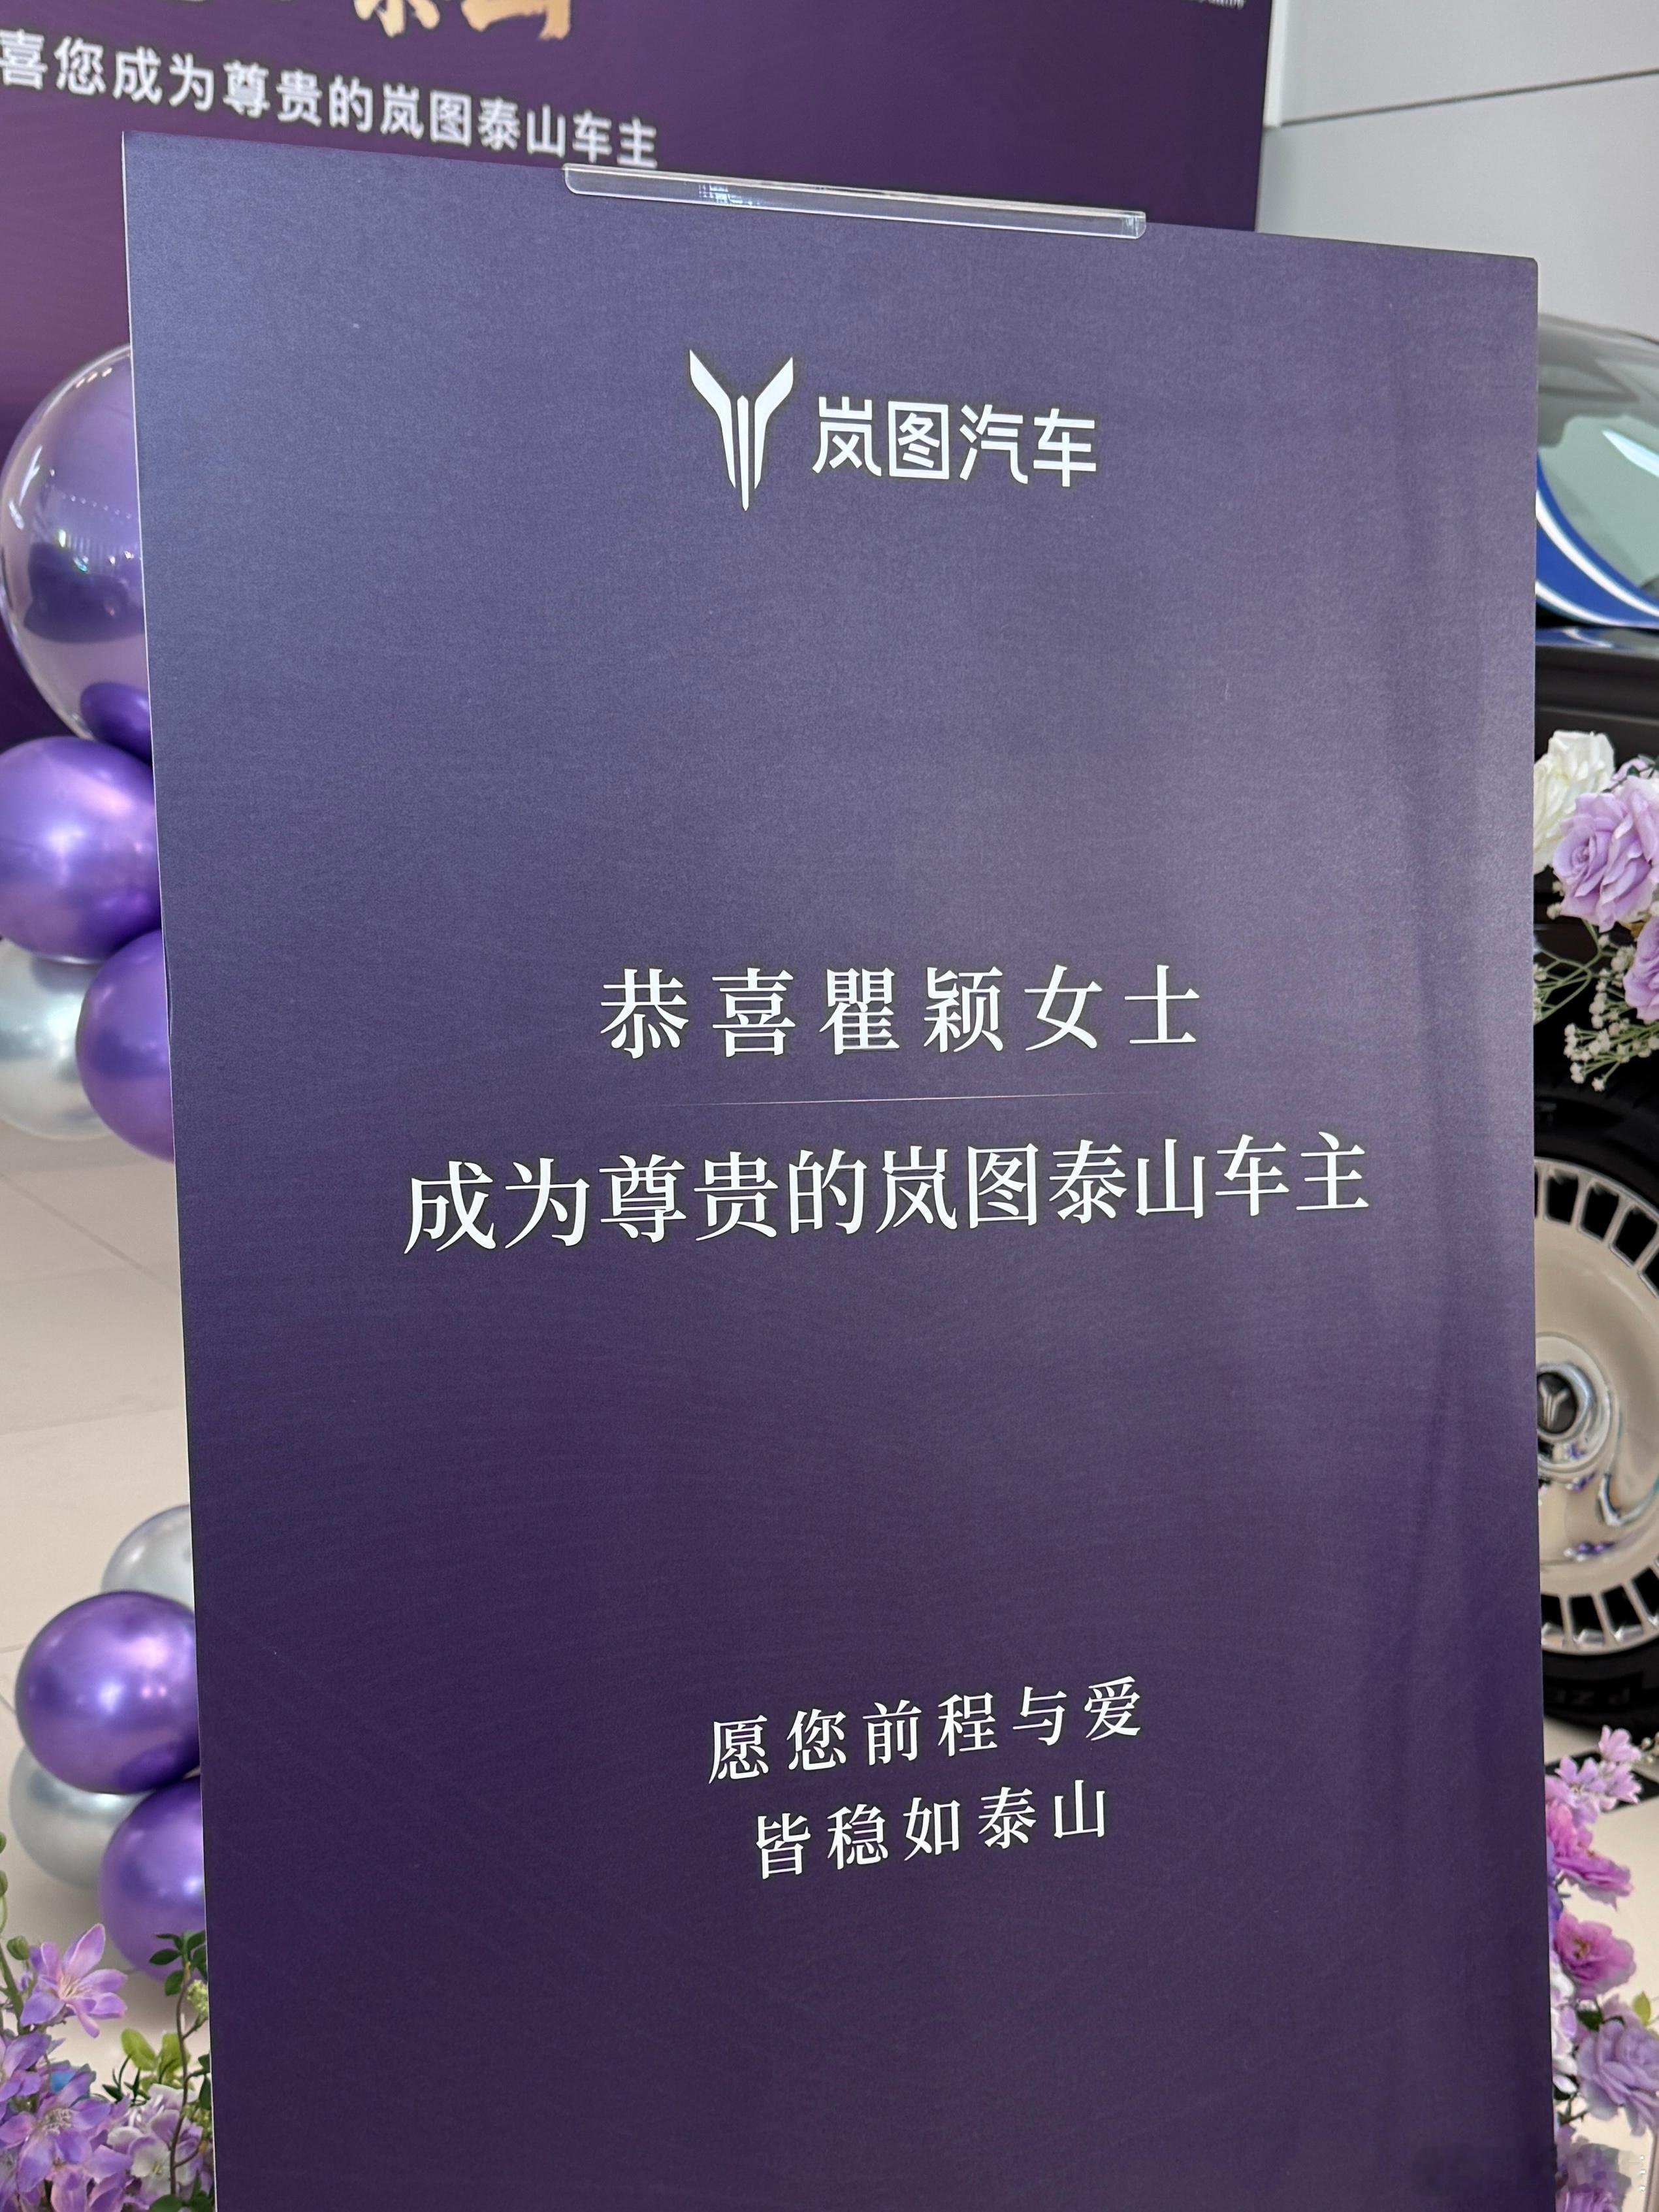 泰山
喜您成为尊贵的岚图泰山车主
岚图汽车
恭喜瞿颖女士
成为尊贵的岚图泰山车主
愿您前程与爱
皆稳如泰山